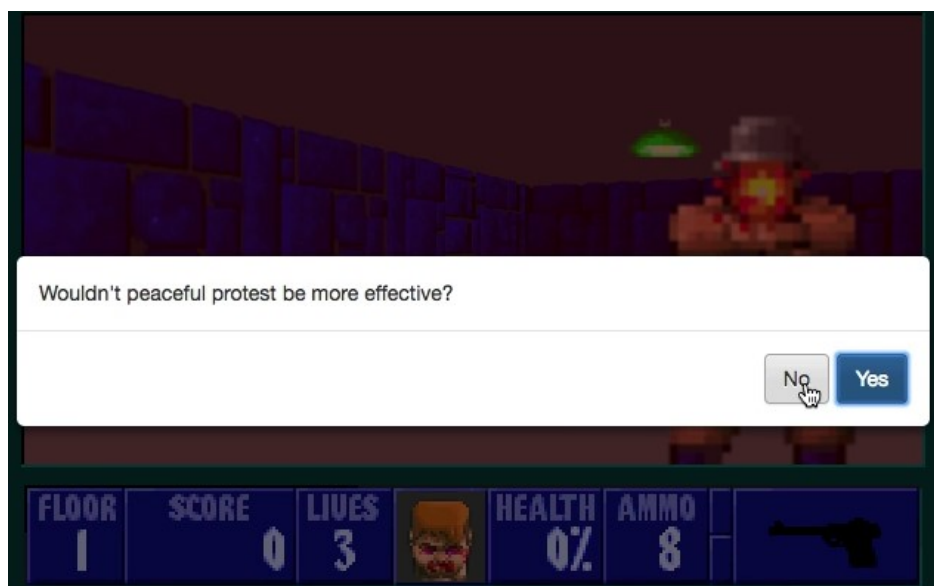 Wouldn't peaceful protest be more effective?
No Yes
FLOOR SCORE LIVES HEALTH AMMO
1 0 3 0% 8